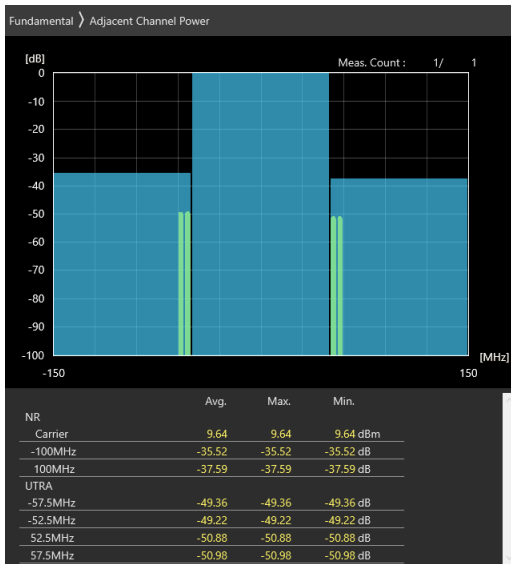 Fundamental 〉 Adjacent Channel Power
[dB]
Meas. Count : 1/ 1
0
-10
-20
-30
-40
-50
-60
-70
-80
-90
-100
[MHz]
-150 150
Avg. Max. Min.
NR
Carrier 9.64 9.64 9.64 dBm
-100MHz -35.52 -35.52 -35.52 dB
100MHz -37.59 -37.59 -37.59 dB
UTRA
-57.5MHz -49.36 -49.36 -49.36 dB
-52.5MHz -49.22 -49.22 -49.22 dB
52.5MHz -50.88 -50.88 -50.88 dB
57.5MHz -50.98 -50.98 -50.98 dB